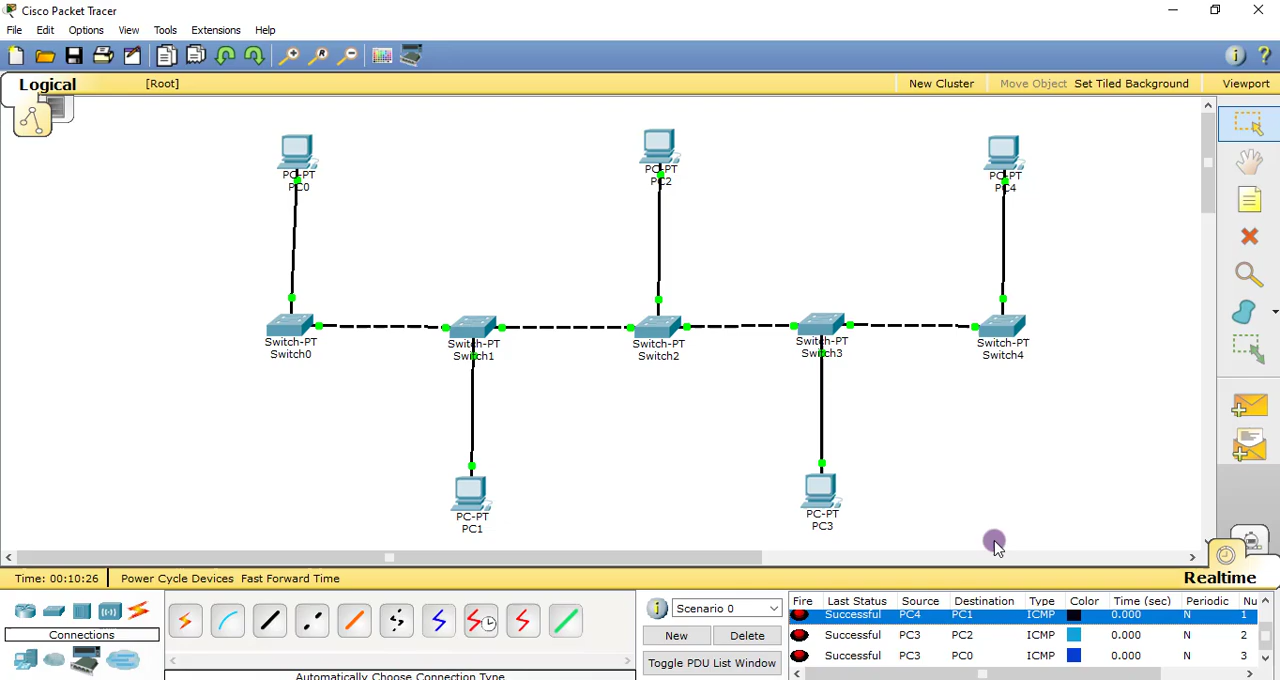 Cisco Packet Tracer
File Edit Options View Tools Extensions Help
Logical [Root] New Cluster Move Object Set Tiled Background Viewport
PC-PT PC-PT PC-PT
PC0 PC2 PC4
Switch-PT Switch-PT Switch-PT Switch-PT Switch-PT
Switch0 Switch1 Switch2 Switch3 Switch4
PC-PT PC-PT
PC1 PC3
Time: 00:10:26 Power Cycle Devices Fast Forward Time Realtime
Scenario 0 Fire Last Status Source Destination Type Color Time (sec) Periodic Nu
Successful PC4 PC1 ICMP 0.000 N 1
Connections New Delete Successful PC3 PC2 ICMP 0.000 N 2
Toggle PDU List Window Successful PC3 PC0 ICMP 0.000 N 3
Automatically Choose Connection Type